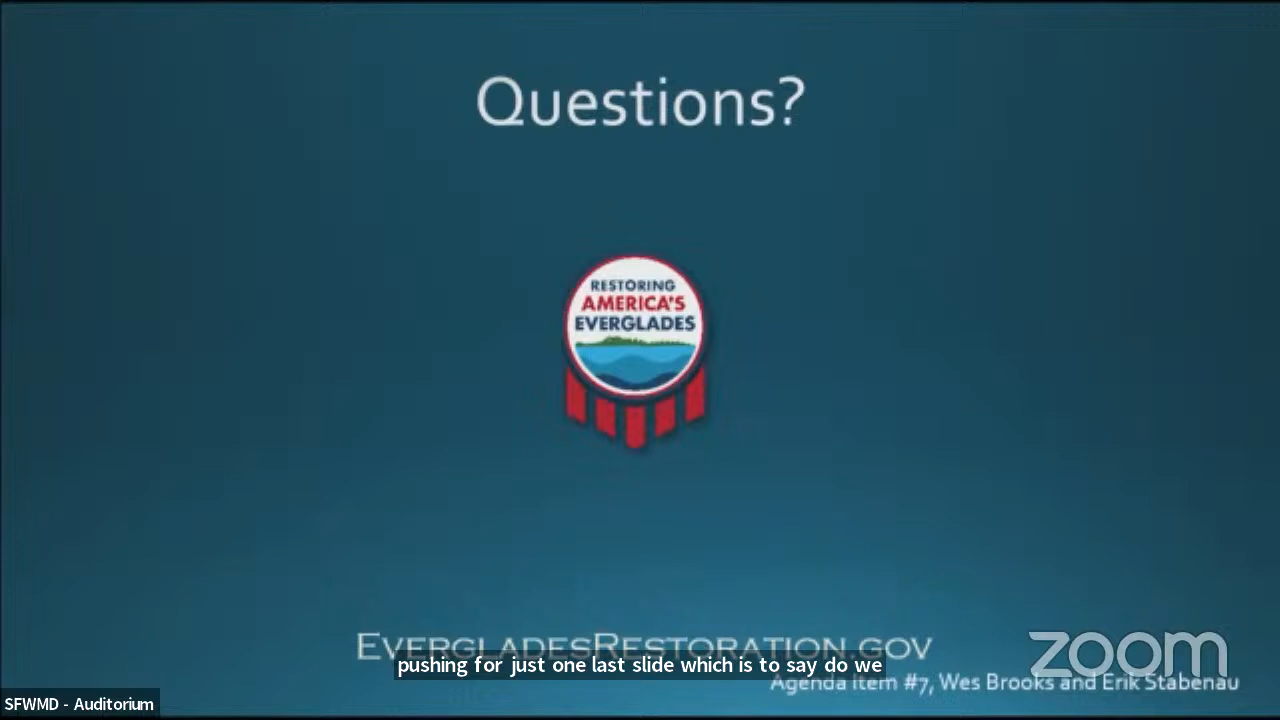 Questions?
RESTORING
AMERICA'S
EVERGLADES
EVERGLADESRESTORATION.GOV
pushing for just one last slide which is to say do we
zoom
Agenda Item #7, Wes Brooks and Erik Stabenau
SFWMD - Auditorium